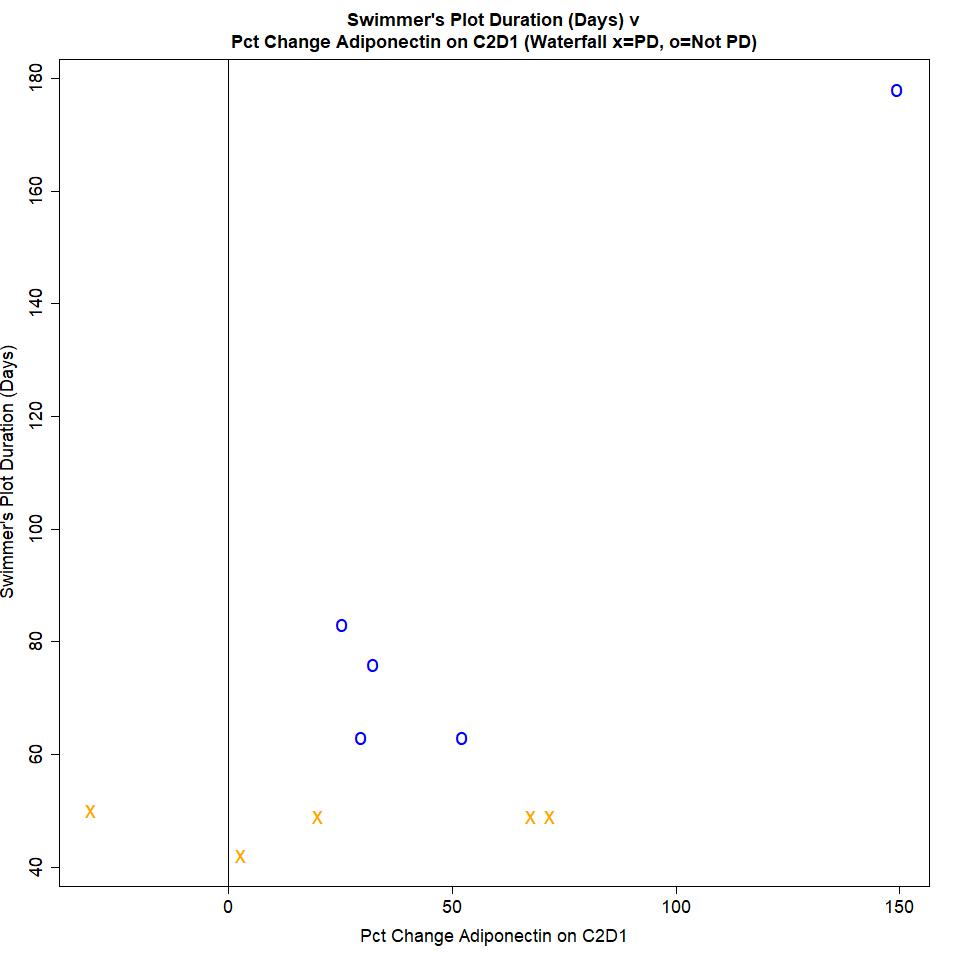 Swimmer's Plot Duration (Days) v
Pct Change Adiponectin on C2D1 (Waterfall x=PD, o=Not PD)
Swimmer's Plot Duration (Days)
180
160
140
120
100
80
60
40
o
o
o
o
o
x
x
x
x
x
0
50
100
150
Pct Change Adiponectin on C2D1